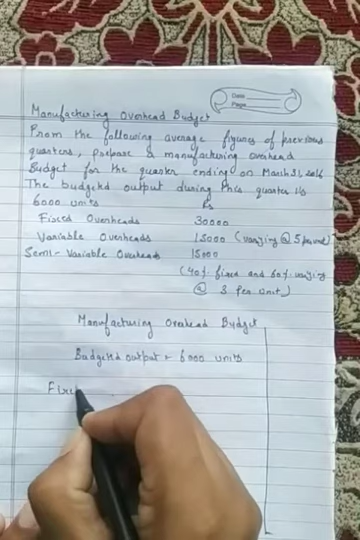 Date
Page
Manufacturing Overhead Budget
From the following average figures of previous
quarters, prepare a manufacturing overhead
Budget for the quarter ending on March 31, 2016
The budgeted output during this quarter is
6000 units Rs
Fixed Overheads 30000
Variable Overheads 15000 (varying @ 5 per unit)
Semi-Variable Overheads 15000
(40% fixed and 60% varying
@ 3 per unit)
Manufacturing Overhead Budget
Budgeted output = 6000 units